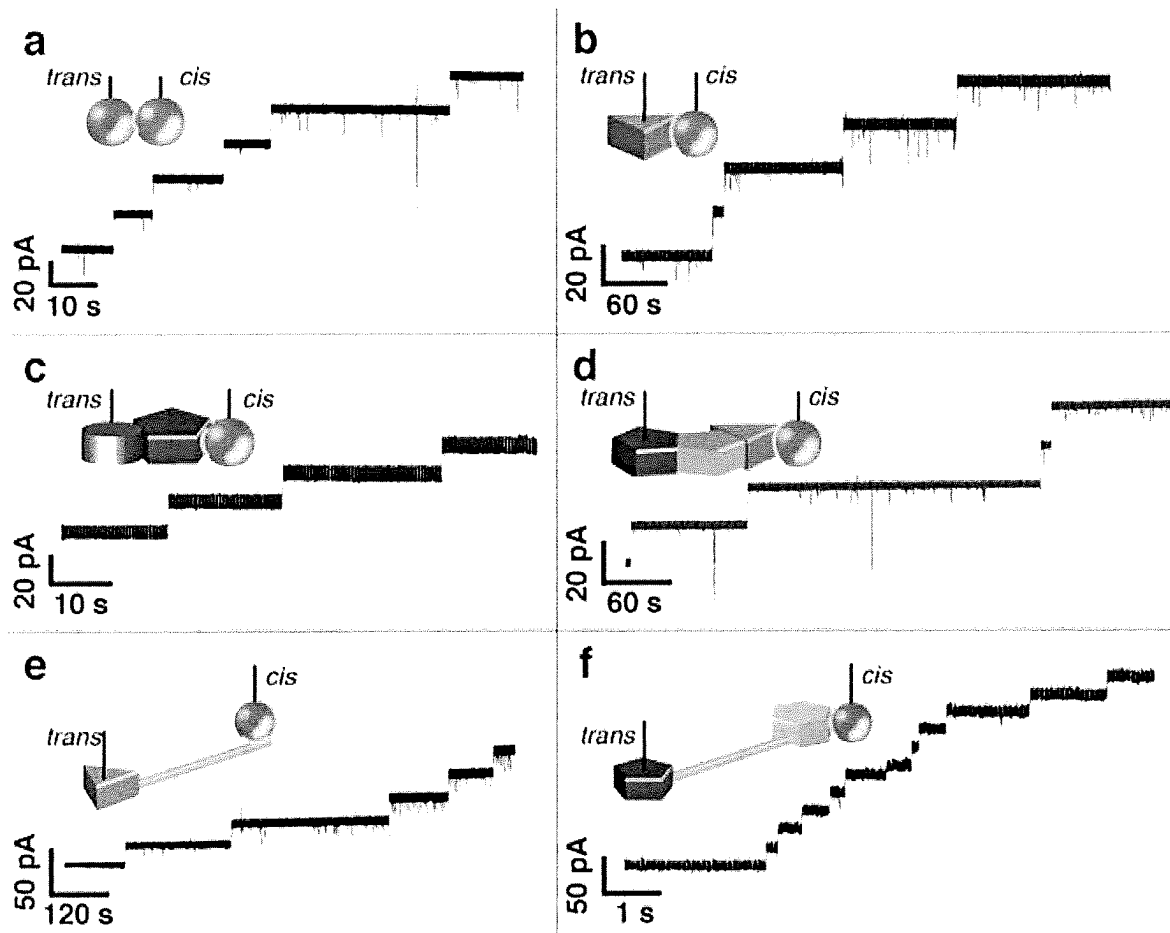 a
trans cis
20 pA
10 s
b
trans cis
20 pA
60 s
c
trans cis
20 pA
10 s
d
trans cis
20 pA
60 s
e
cis
trans
50 pA
120 s
f
cis
trans
50 pA
1 s